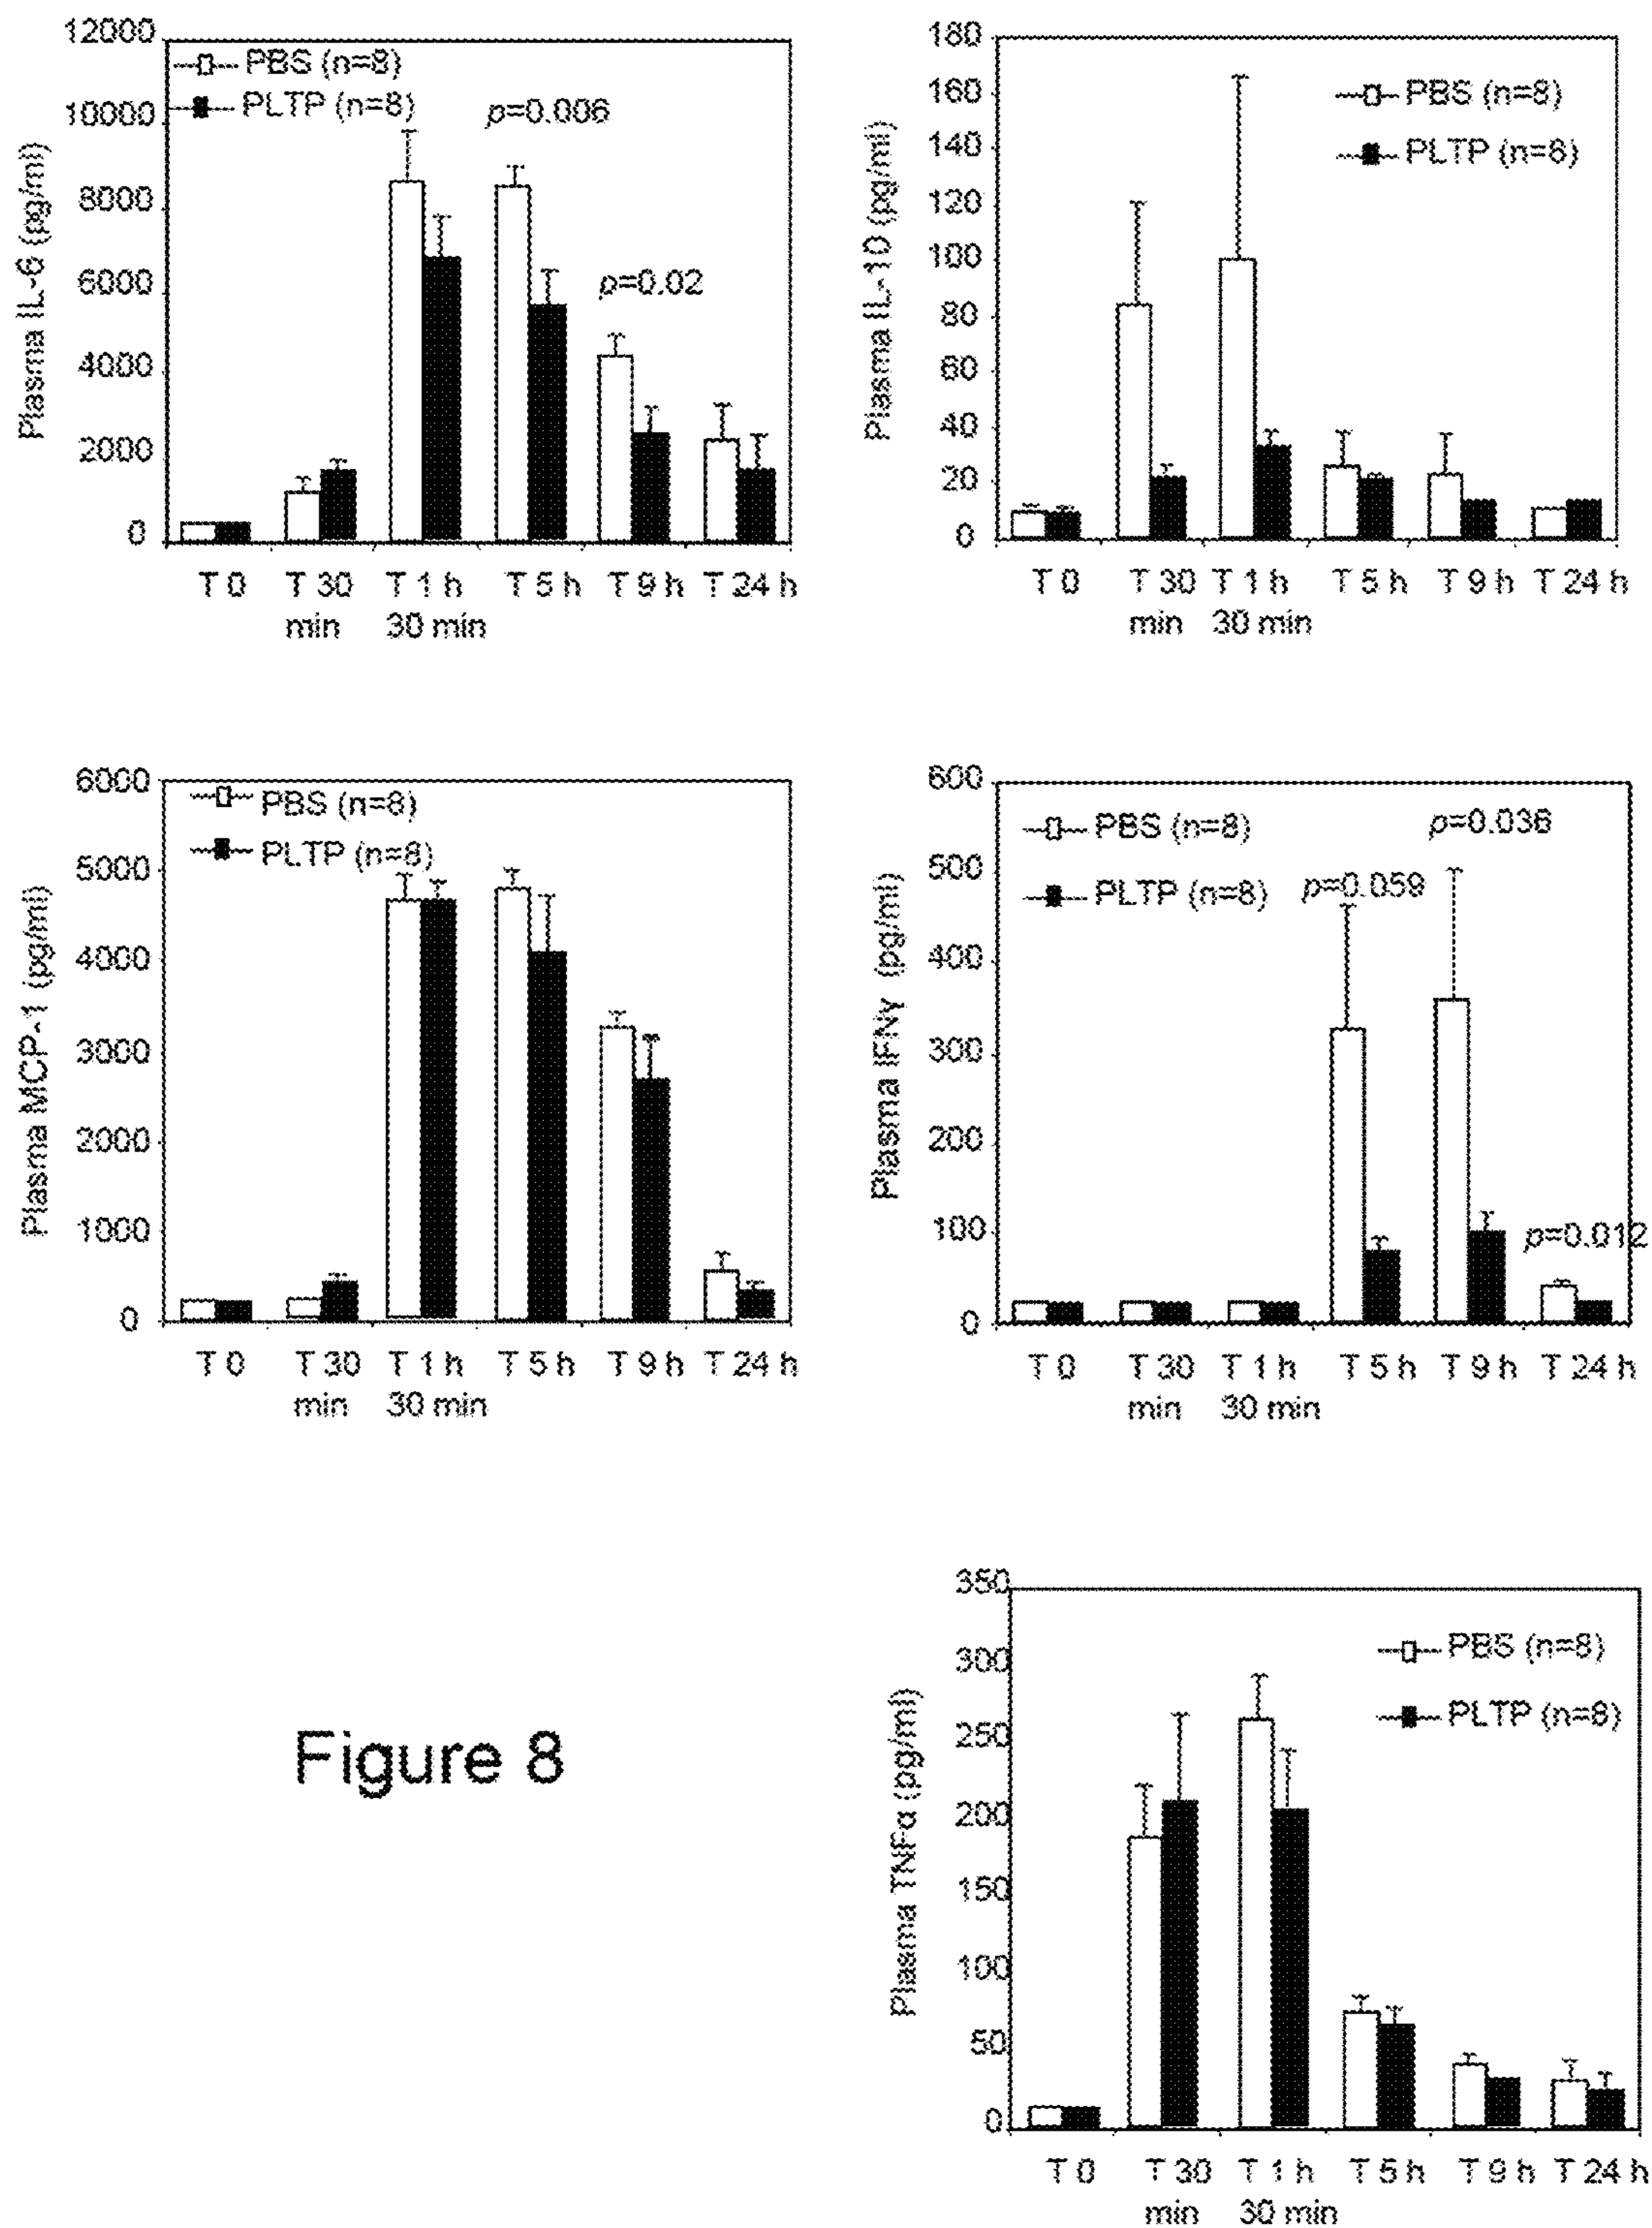 Plasma IL-6 (pg/ml)
12000
10000
8000
6000
4000
2000
0
PBS (n=8)
PLTP (n=8)
p=0.006
p=0.02
T 0 T 30 T 1 h T 5 h T 9 h T 24 h
min 30 min
Plasma IL-10 (pg/ml)
180
160
140
120
100
80
60
40
20
0
PBS (n=8)
PLTP (n=8)
T 0 T 30 T 1 h T 5 h T 9 h T 24 h
min 30 min
Plasma MCP-1 (pg/ml)
6000
5000
4000
3000
2000
1000
0
PBS (n=8)
PLTP (n=8)
T 0 T 30 T 1 h T 5 h T 9 h T 24 h
min 30 min
Plasma IFNγ (pg/ml)
600
500
400
300
200
100
0
PBS (n=8)
PLTP (n=8)
p=0.059
p=0.036
p=0.012
T 0 T 30 T 1 h T 5 h T 9 h T 24 h
min 30 min
Figure 8
Plasma TNFα (pg/ml)
350
300
250
200
150
100
50
0
PBS (n=8)
PLTP (n=8)
T 0 T 30 T 1 h T 5 h T 9 h T 24 h
min 30 min